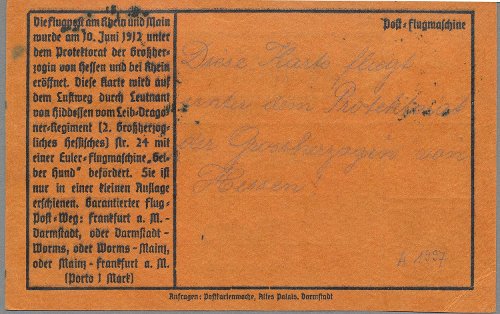 Die Flugpost am Rhein und Main
wurde am 10. Juni 1912 unter
dem Protektorat der Großher-
zogin von Hessen und bei Rhein
eröffnet. Diese Karte wird auf
dem Luftweg durch Leutnant
von Hiddessen vom Leib-Drago-
ner-Regiment (2. Großherzog-
liches Hessisches) Nr. 24 mit
einer Euler-Flugmaschine „Gel-
ber Hund" befördert. Sie ist
nur in einer kleinen Auflage
erschienen. Garantierter Flug-
Post-Weg: Frankfurt a. M. -
Darmstadt, oder Darmstadt -
Worms, oder Worms - Mainz,
oder Mainz - Frankfurt a. M.
(Porto 1 Mark)
Post-Flugmaschine
Diese Karte fliegt
unter dem Protektorat
der Grossherzogin von
Hessen!
A 1997
Anfragen: Postkartenwoche, Altes Palais, Darmstadt